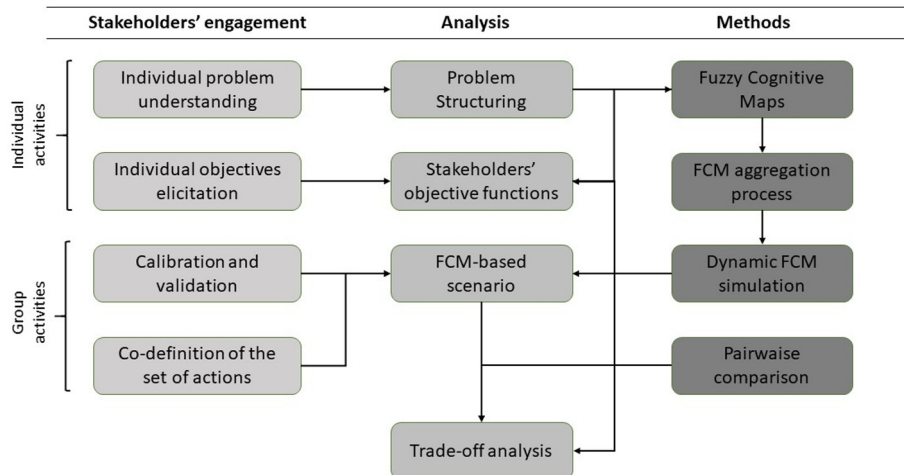 Stakeholders' engagement
Analysis
Methods
Individual
activities
Individual problem
understanding
Problem
Structuring
Fuzzy Cognitive
Maps
Individual objectives
elicitation
Stakeholders'
objective functions
FCM aggregation
process
Group
activities
Calibration and
validation
FCM-based
scenario
Dynamic FCM
simulation
Co-definition of the
set of actions
Pairwaise
comparison
Trade-off analysis